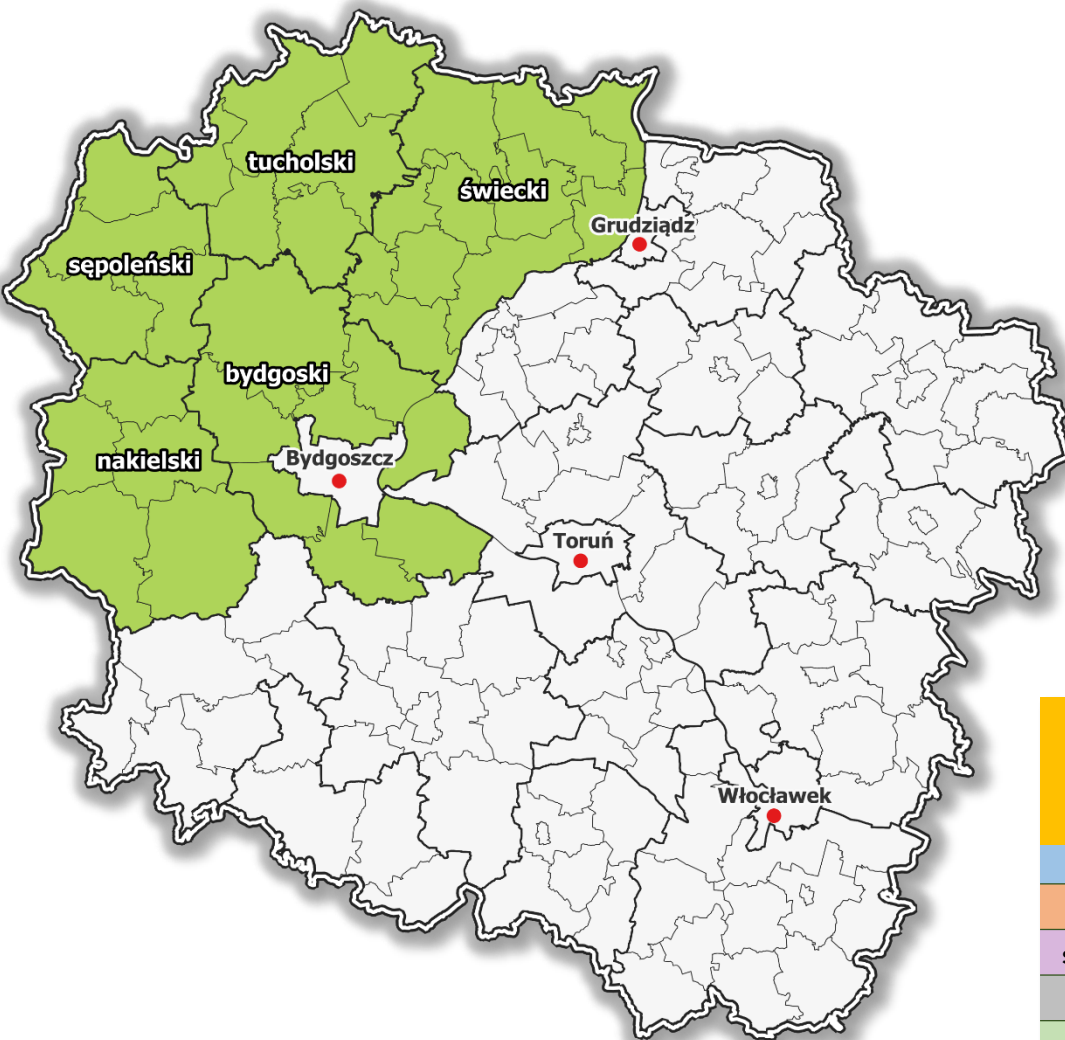 tucholski
świecki
Grudziądz
sępoleński
bydgoski
Bydgoszcz
nakielski
Toruń
Włocławek
s